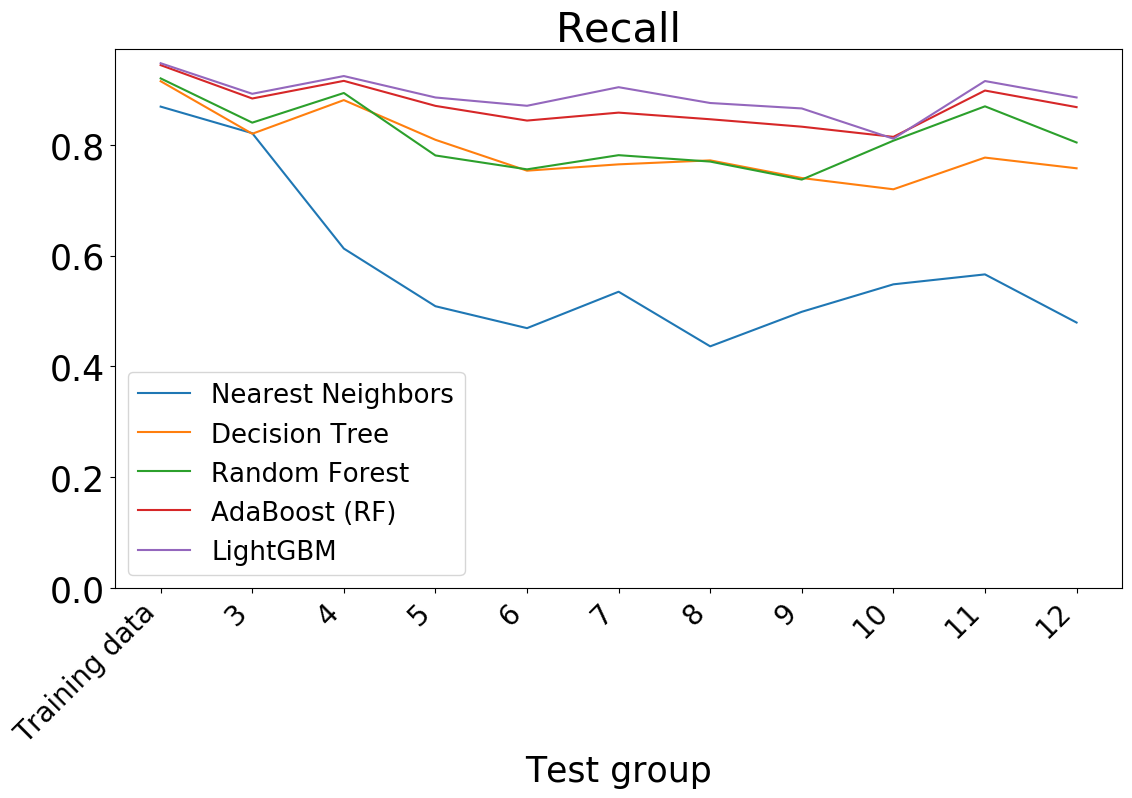 Recall
0.8
0.6
0.4
0.2
0.0
Nearest Neighbors
Decision Tree
Random Forest
AdaBoost (RF)
LightGBM
Training data
3
4
5
6
7
8
9
10
11
12
Test group